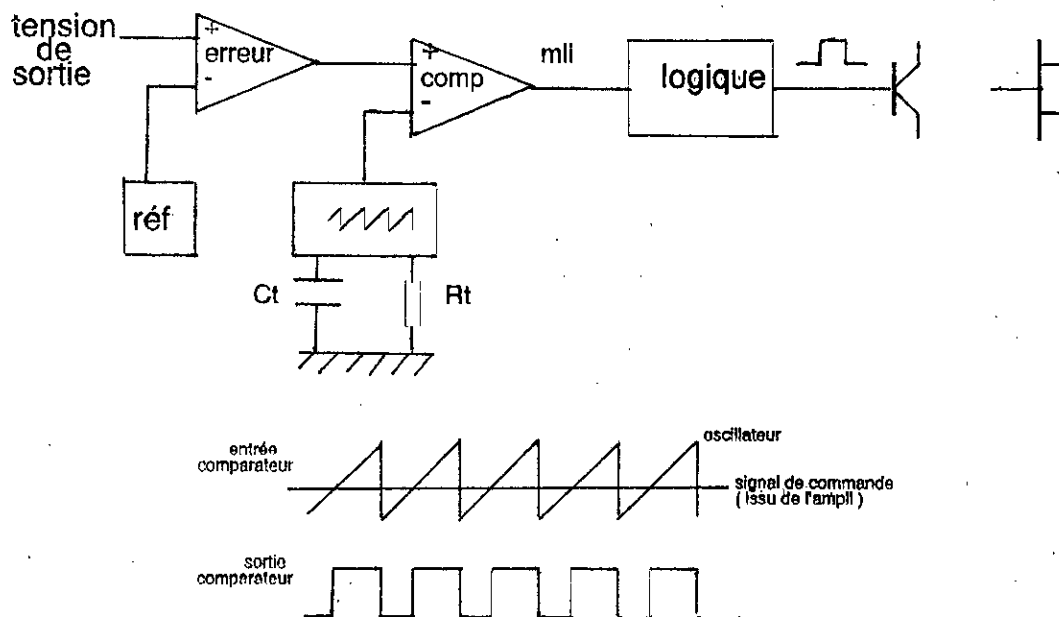 tension
de
sortie
+
erreur
-
+
comp
-
mli
logique
réf
Ct
Rt
entrée
comparateur
oscillateur
signal de commande
( issu de l'ampli )
sortie
comparateur